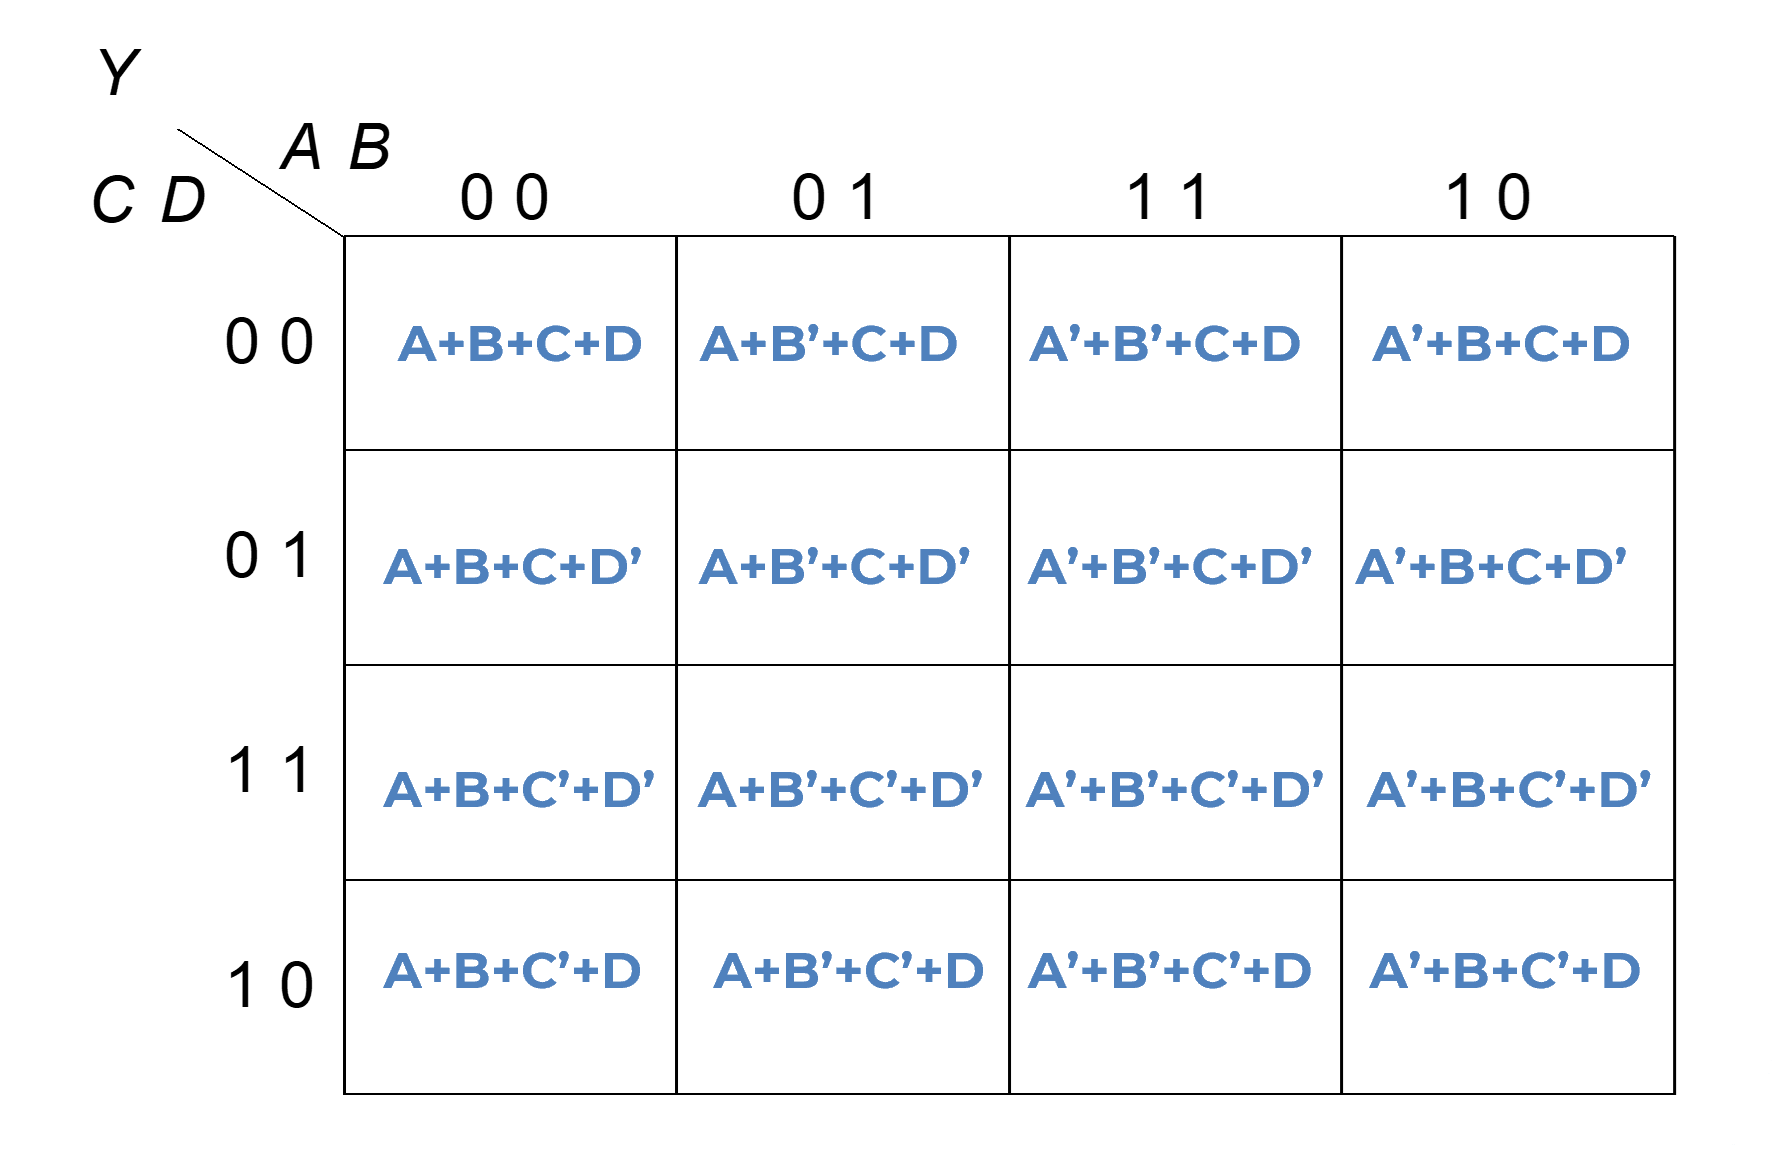 Y
A B
C D
0 0 0 1 1 1 1 0
0 0 A+B+C+D A+B’+C+D A’+B’+C+D A’+B+C+D
0 1 A+B+C+D’ A+B’+C+D’ A’+B’+C+D’ A’+B+C+D’
1 1 A+B+C’+D’ A+B’+C’+D’ A’+B’+C’+D’ A’+B+C’+D’
1 0 A+B+C’+D A+B’+C’+D A’+B’+C’+D A’+B+C’+D